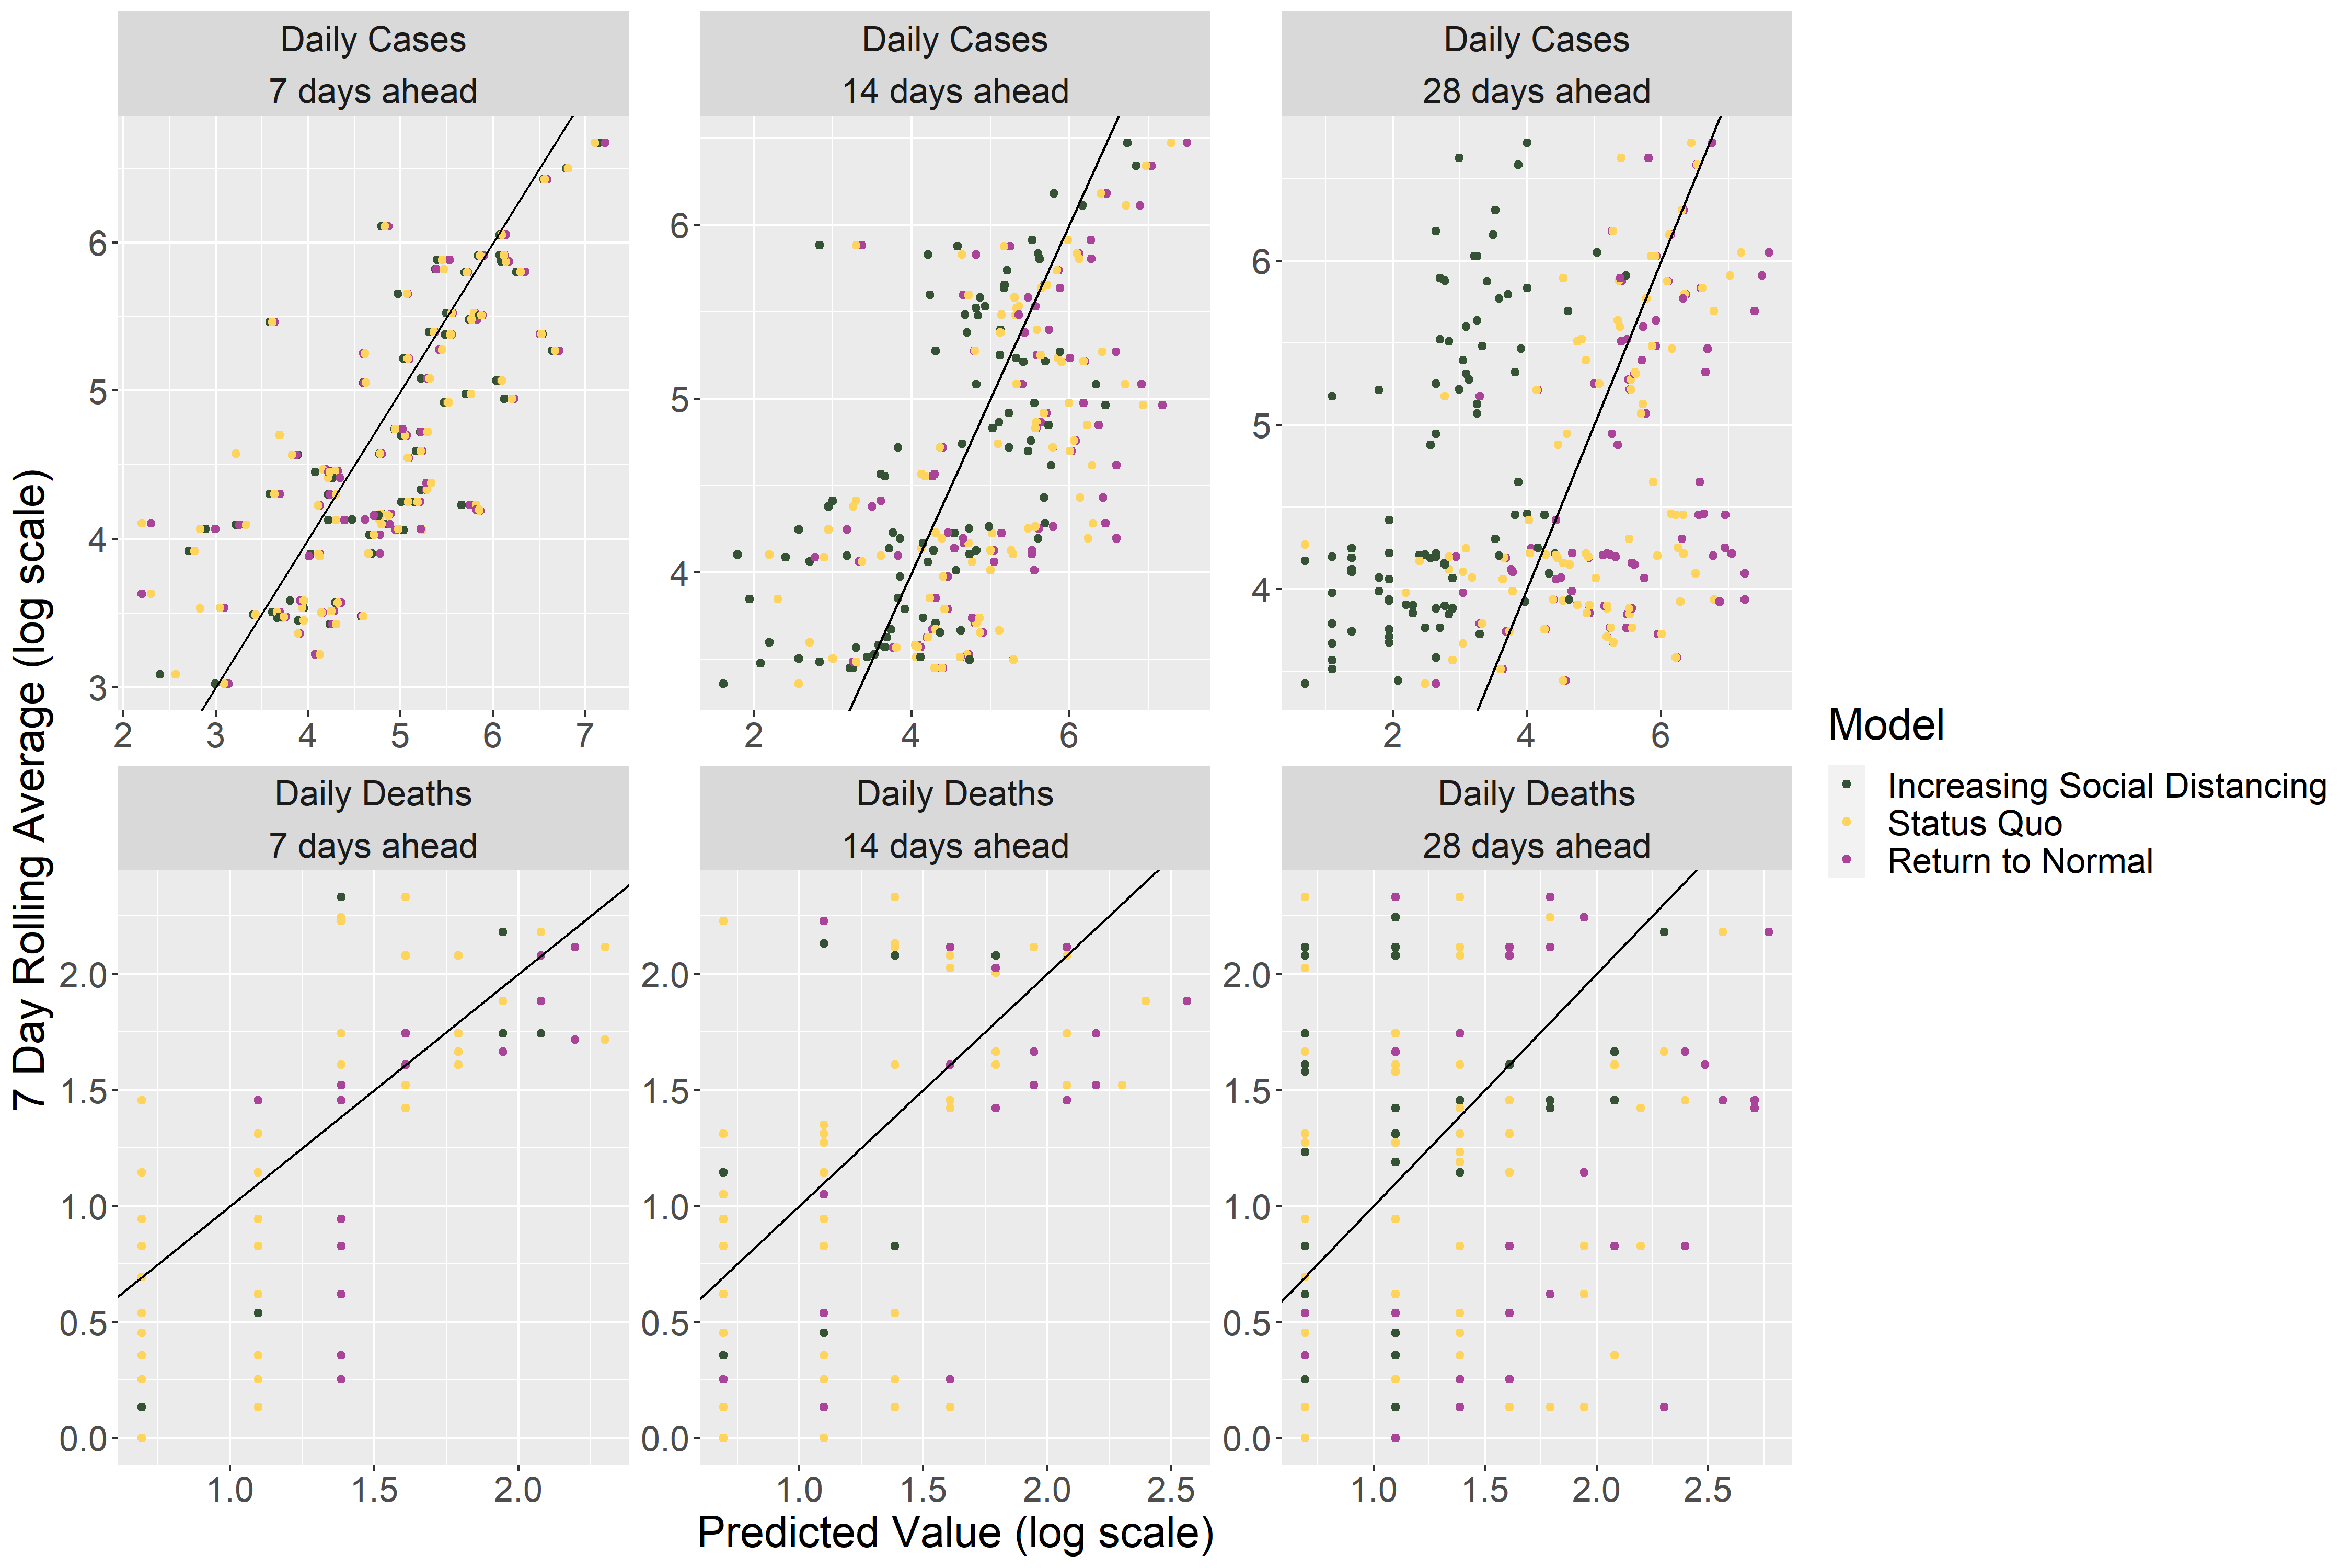 Daily Cases
7 days ahead
Daily Cases
14 days ahead
Daily Cases
28 days ahead
6
5
4
3
2 3 4 5 6 7
6
5
4
2 4 6
6
5
4
2 4 6
Daily Deaths
7 days ahead
Daily Deaths
14 days ahead
Daily Deaths
28 days ahead
2.0
1.5
1.0
0.5
0.0
1.0 1.5 2.0
2.0
1.5
1.0
0.5
0.0
1.0 1.5 2.0 2.5
2.0
1.5
1.0
0.5
0.0
1.0 1.5 2.0 2.5
7 Day Rolling Average (log scale)
Predicted Value (log scale)
Model
Increasing Social Distancing
Status Quo
Return to Normal